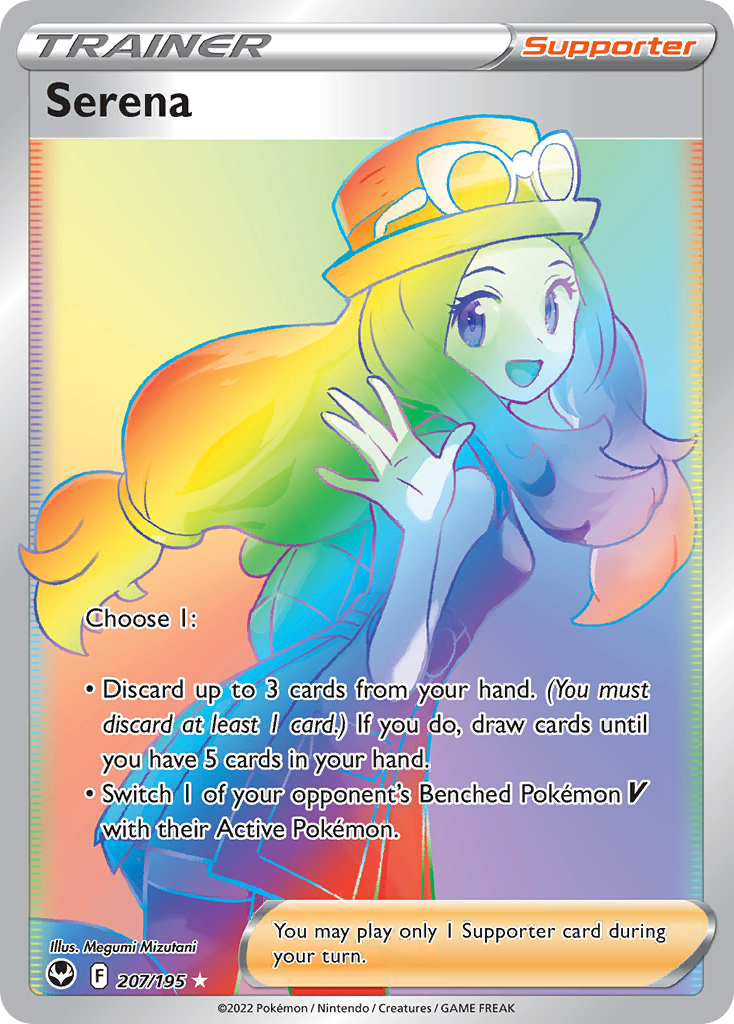 TRAINER Supporter
Serena
Choose 1:
• Discard up to 3 cards from your hand. (You must
discard at least 1 card.) If you do, draw cards until
you have 5 cards in your hand.
• Switch 1 of your opponent's Benched Pokémon V
with their Active Pokémon.
You may play only 1 Supporter card during
your turn.
Illus. Megumi Mizutani
F 207/195 ★
©2022 Pokémon / Nintendo / Creatures / GAME FREAK